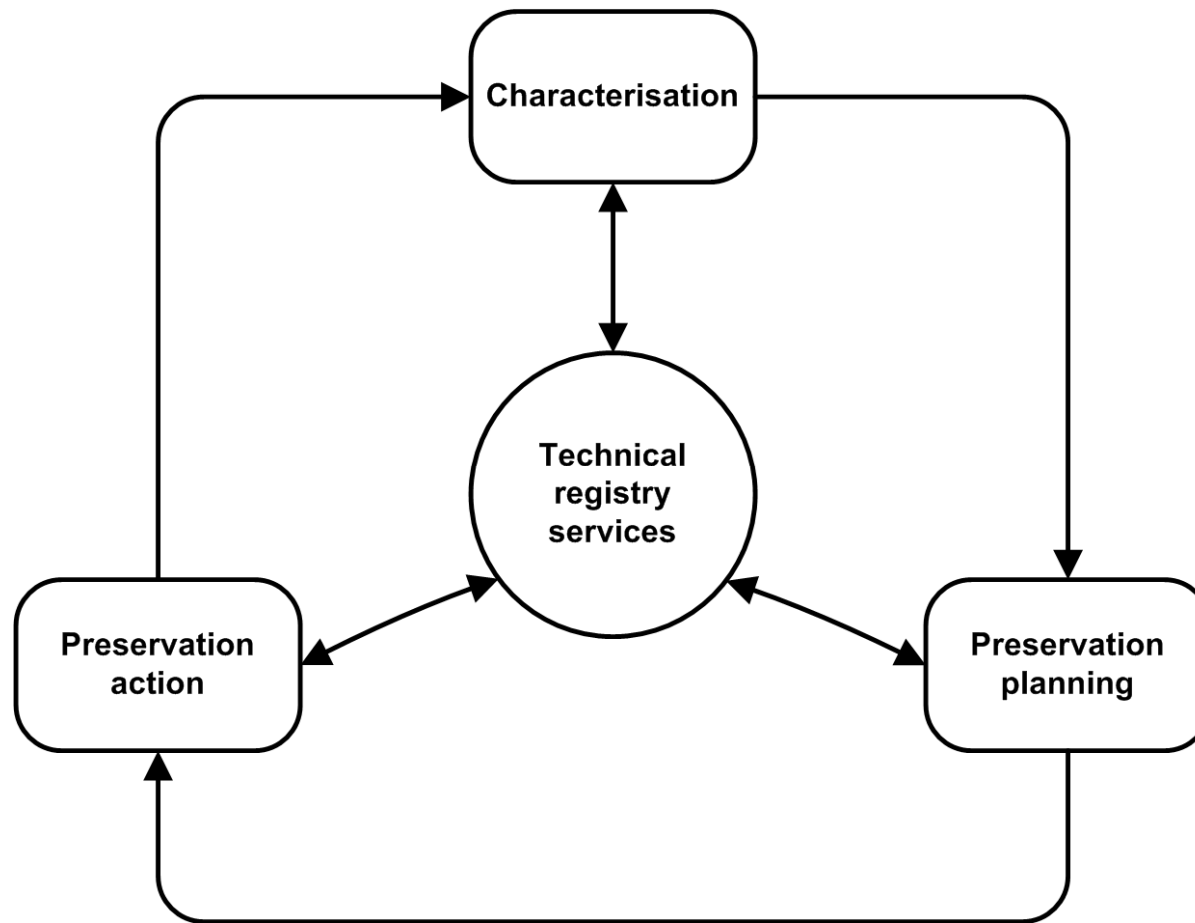 Characterisation
Technical
registry
services
Preservation
action
Preservation
planning